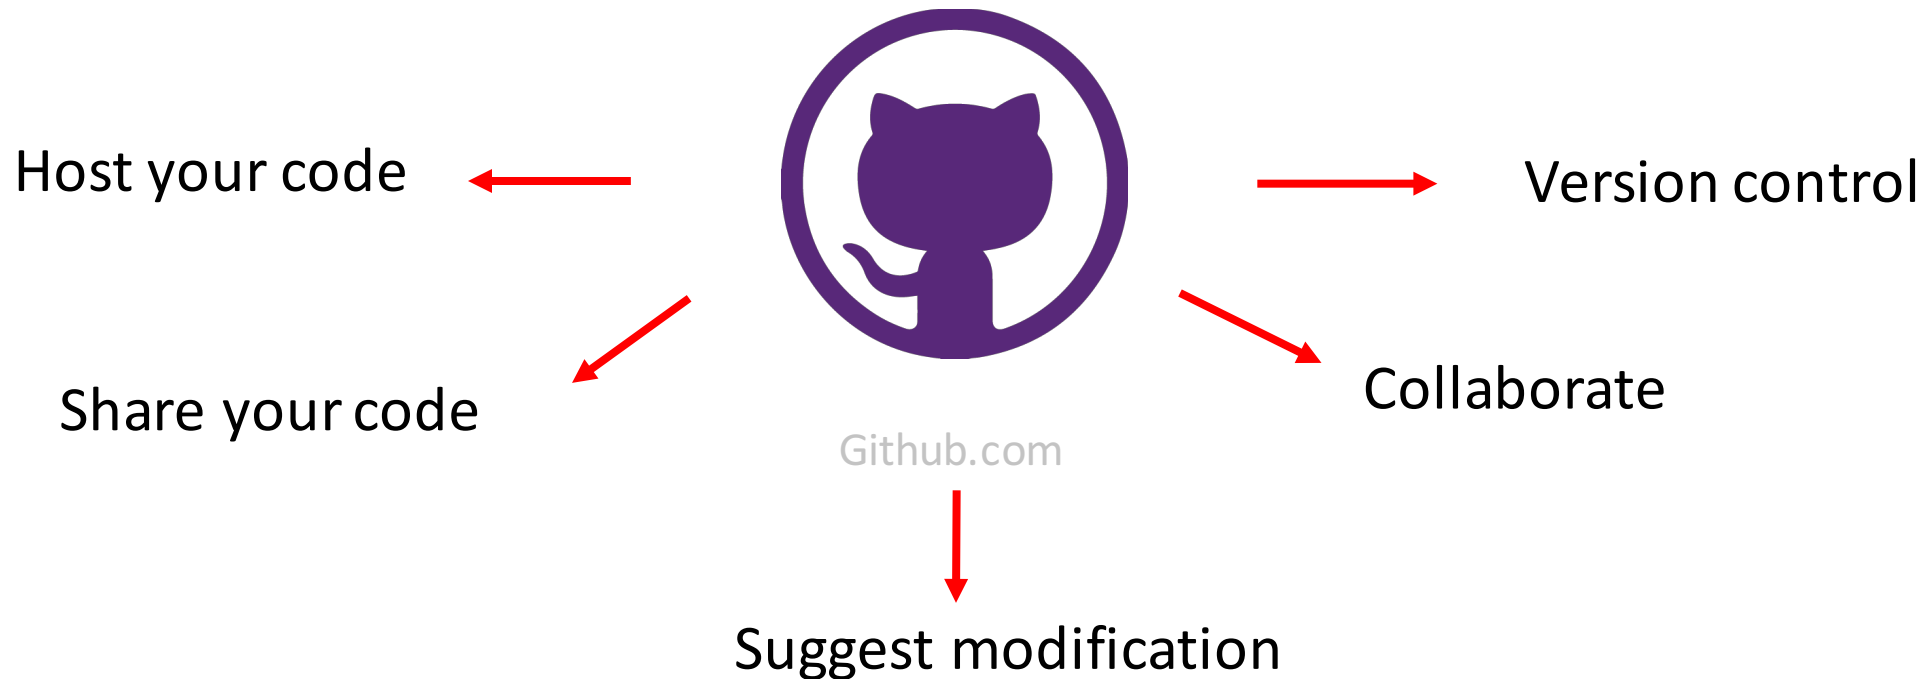 Host your code
Version control
Share your code
Collaborate
Github.com
Suggest modification